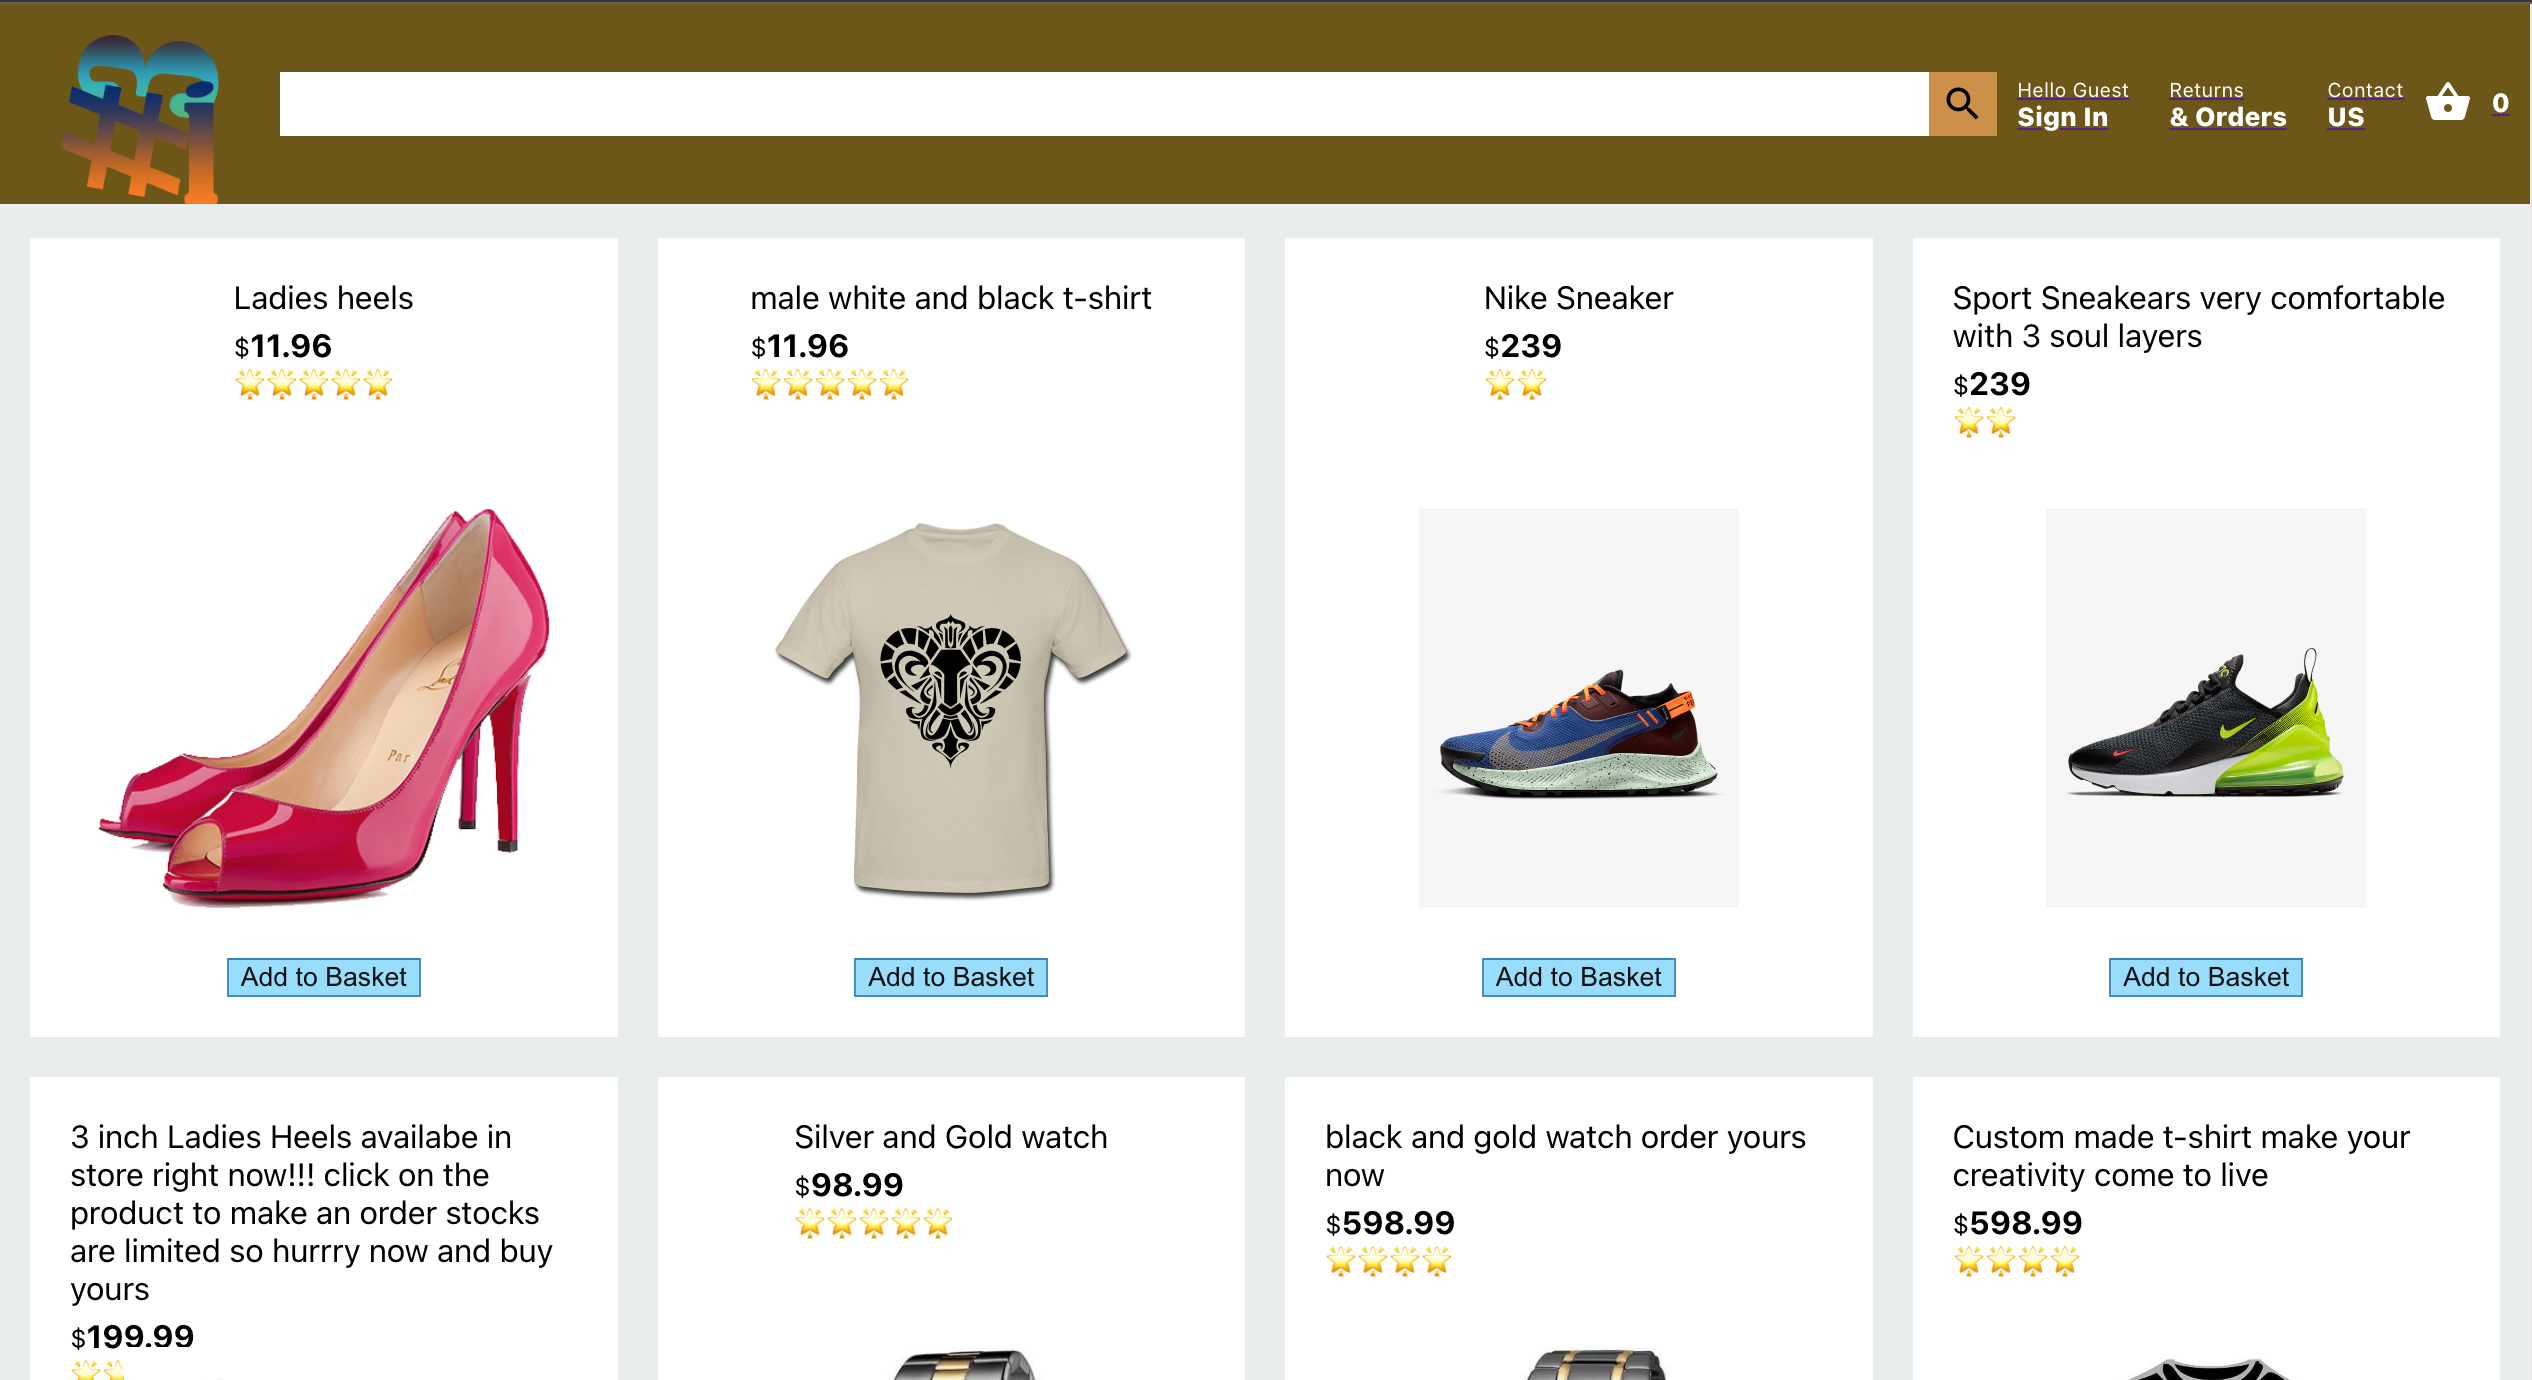 Hello Guest
Sign In
Returns
& Orders
Contact
US
0
Ladies heels
$11.96
male white and black t-shirt
$11.96
Nike Sneaker
$239
Sport Sneakears very comfortable
with 3 soul layers
$239
Par
Add to Basket
Add to Basket
Add to Basket
Add to Basket
3 inch Ladies Heels availabe in
store right now!!! click on the
product to make an order stocks
are limited so hurrry now and buy
yours
$199.99
Silver and Gold watch
$98.99
black and gold watch order yours
now
$598.99
Custom made t-shirt make your
creativity come to live
$598.99